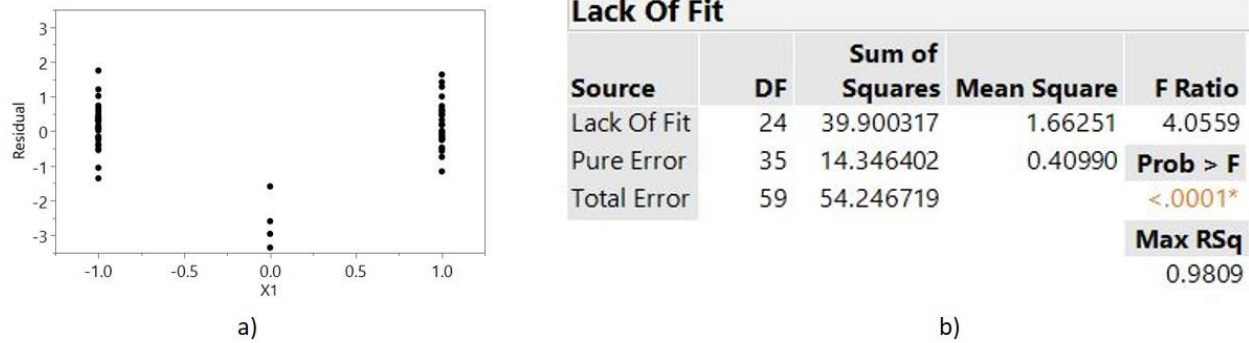 3
2
1
0
-1
-2
-3
Residual
-1.0 -0.5 0.0 0.5 1.0
X1
a)
Lack Of Fit
Sum of
Source DF Squares Mean Square F Ratio
Lack Of Fit 24 39.900317 1.66251 4.0559
Pure Error 35 14.346402 0.40990 Prob > F
Total Error 59 54.246719 <.0001*
Max RSq
0.9809
b)